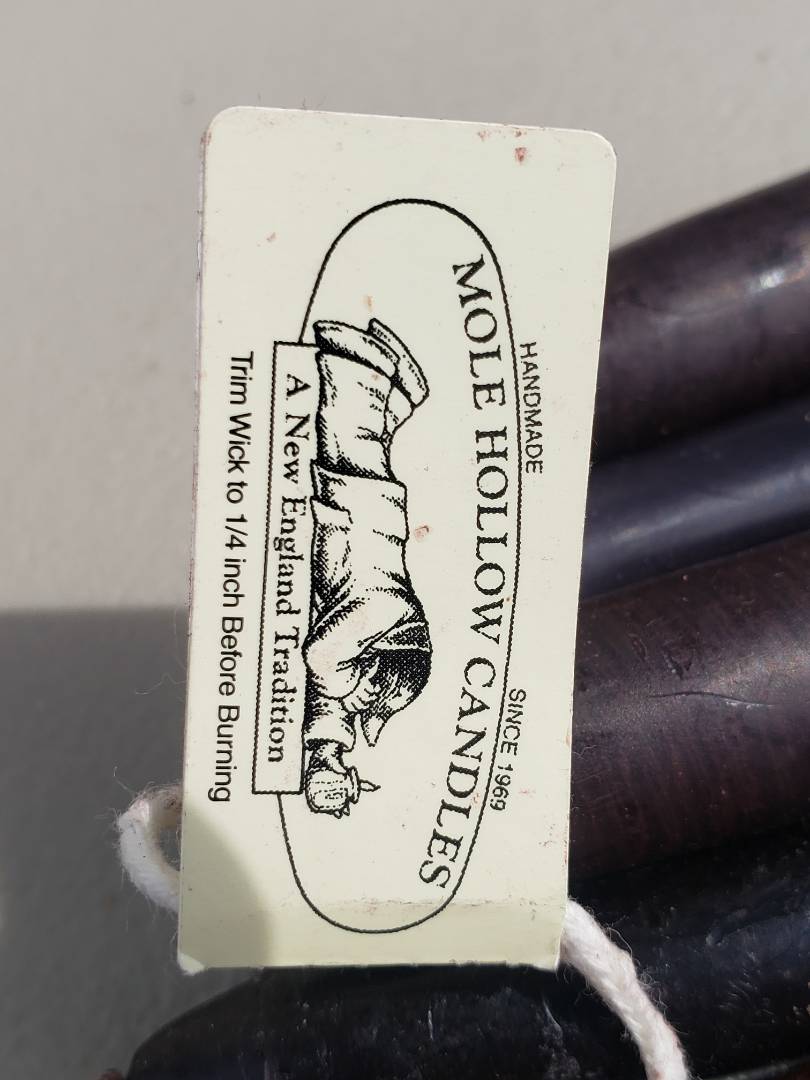 HANDMADE
SINCE 1969
MOLE HOLLOW CANDLES
A New England Tradition
Trim Wick to 1/4 inch Before Burning